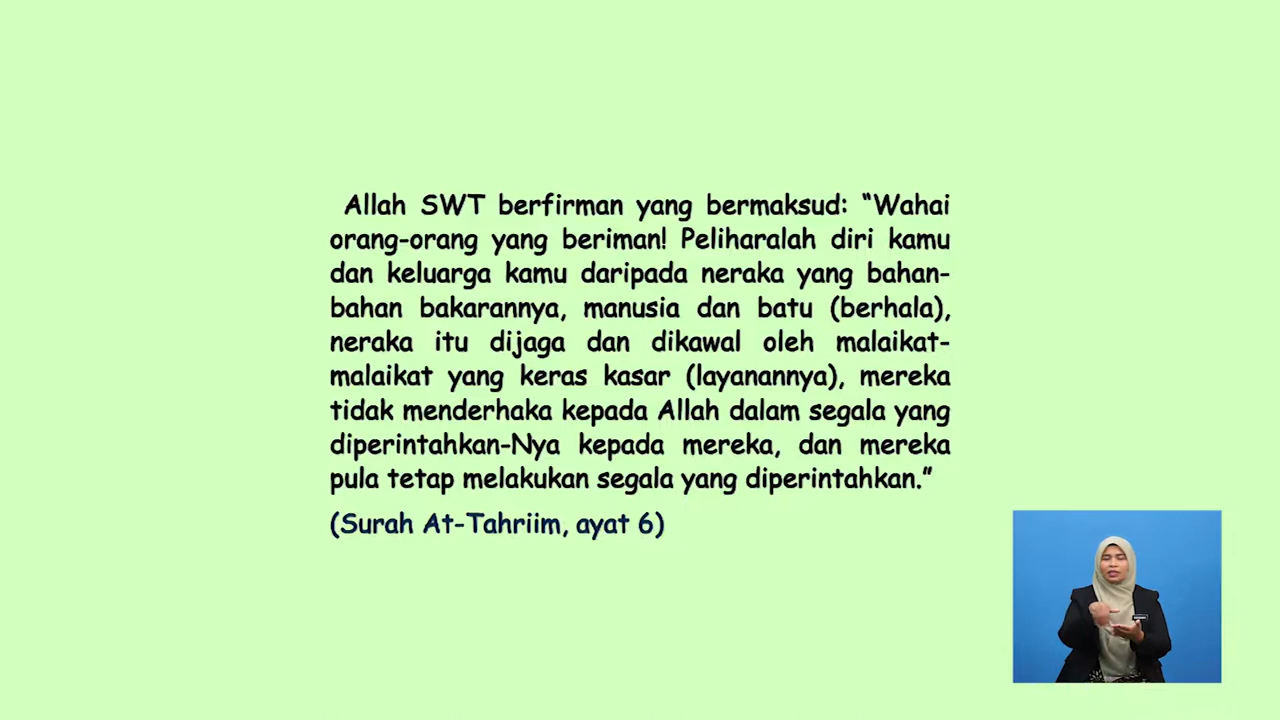 Allah SWT berfirman yang bermaksud: “Wahai
orang-orang yang beriman! Peliharalah diri kamu
dan keluarga kamu daripada neraka yang bahan-
bahan bakarannya, manusia dan batu (berhala),
neraka itu dijaga dan dikawal oleh malaikat-
malaikat yang keras kasar (layanannya), mereka
tidak menderhaka kepada Allah dalam segala yang
diperintahkan-Nya kepada mereka, dan mereka
pula tetap melakukan segala yang diperintahkan.”
(Surah At-Tahriim, ayat 6)